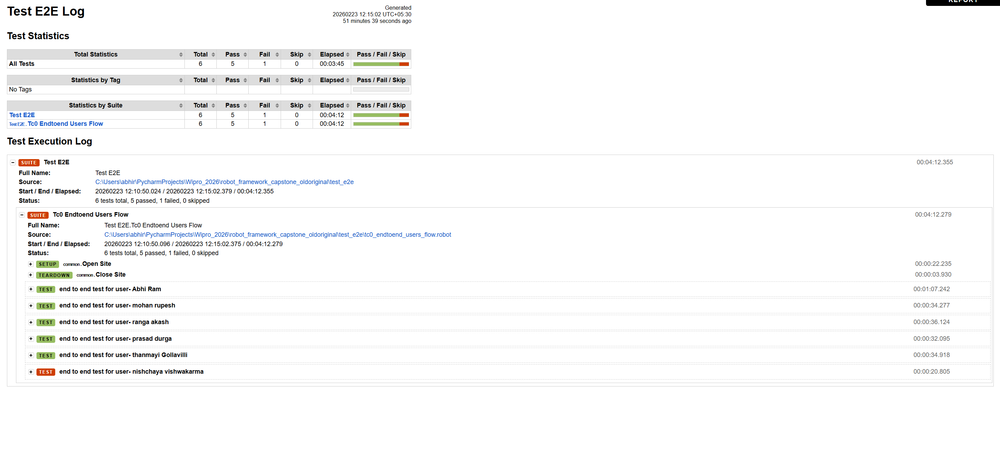 REPORT
Test E2E Log
Generated
20260223 12:15:02 UTC+05:30
51 minutes 39 seconds ago
Test Statistics
Total Statistics Total Pass Fail Skip Elapsed Pass / Fail / Skip
All Tests 6 5 1 0 00:03:45
Statistics by Tag Total Pass Fail Skip Elapsed Pass / Fail / Skip
No Tags
Statistics by Suite Total Pass Fail Skip Elapsed Pass / Fail / Skip
Test E2E 6 5 1 0 00:04:12
Test E2E . Tc0 Endtoend Users Flow 6 5 1 0 00:04:12
Test Execution Log
SUITE Test E2E 00:04:12.355
Full Name: Test E2E
Source: C:\Users\abhir\PycharmProjects\Wipro_2026\robot_framework_capstone_oldoriginal\test_e2e
Start / End / Elapsed: 20260223 12:10:50.024 / 20260223 12:15:02.379 / 00:04:12.355
Status: 6 tests total, 5 passed, 1 failed, 0 skipped
SUITE Tc0 Endtoend Users Flow 00:04:12.279
Full Name: Test E2E.Tc0 Endtoend Users Flow
Source: C:\Users\abhir\PycharmProjects\Wipro_2026\robot_framework_capstone_oldoriginal\test_e2e\tc0_endtoend_users_flow.robot
Start / End / Elapsed: 20260223 12:10:50.096 / 20260223 12:15:02.375 / 00:04:12.279
Status: 6 tests total, 5 passed, 1 failed, 0 skipped
SETUP common . Open Site 00:00:22.235
TEARDOWN common . Close Site 00:00:03.930
TEST end to end test for user- Abhi Ram 00:01:07.242
TEST end to end test for user- mohan rupesh 00:00:34.277
TEST end to end test for user- ranga akash 00:00:36.124
TEST end to end test for user- prasad durga 00:00:32.095
TEST end to end test for user- thanmayi Gollavilli 00:00:34.918
TEST end to end test for user- nishchaya vishwakarma 00:00:20.805